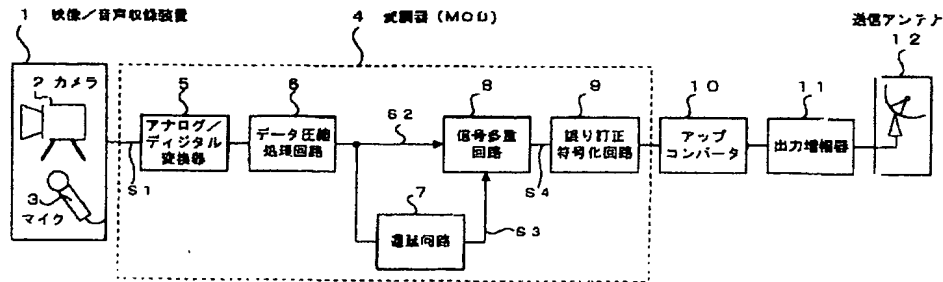 1 映像/音声収録装置
4 変調器(MOD)
送信アンテナ
12
2 カメラ
3
マイク
S1
5
アナログ/
ディジタル
変換器
6
データ圧縮
処理回路
S2
7
遅延回路
S3
8
信号多重
回路
S4
9
誤り訂正
符号化回路
10
アップ
コンバータ
11
出力増幅器